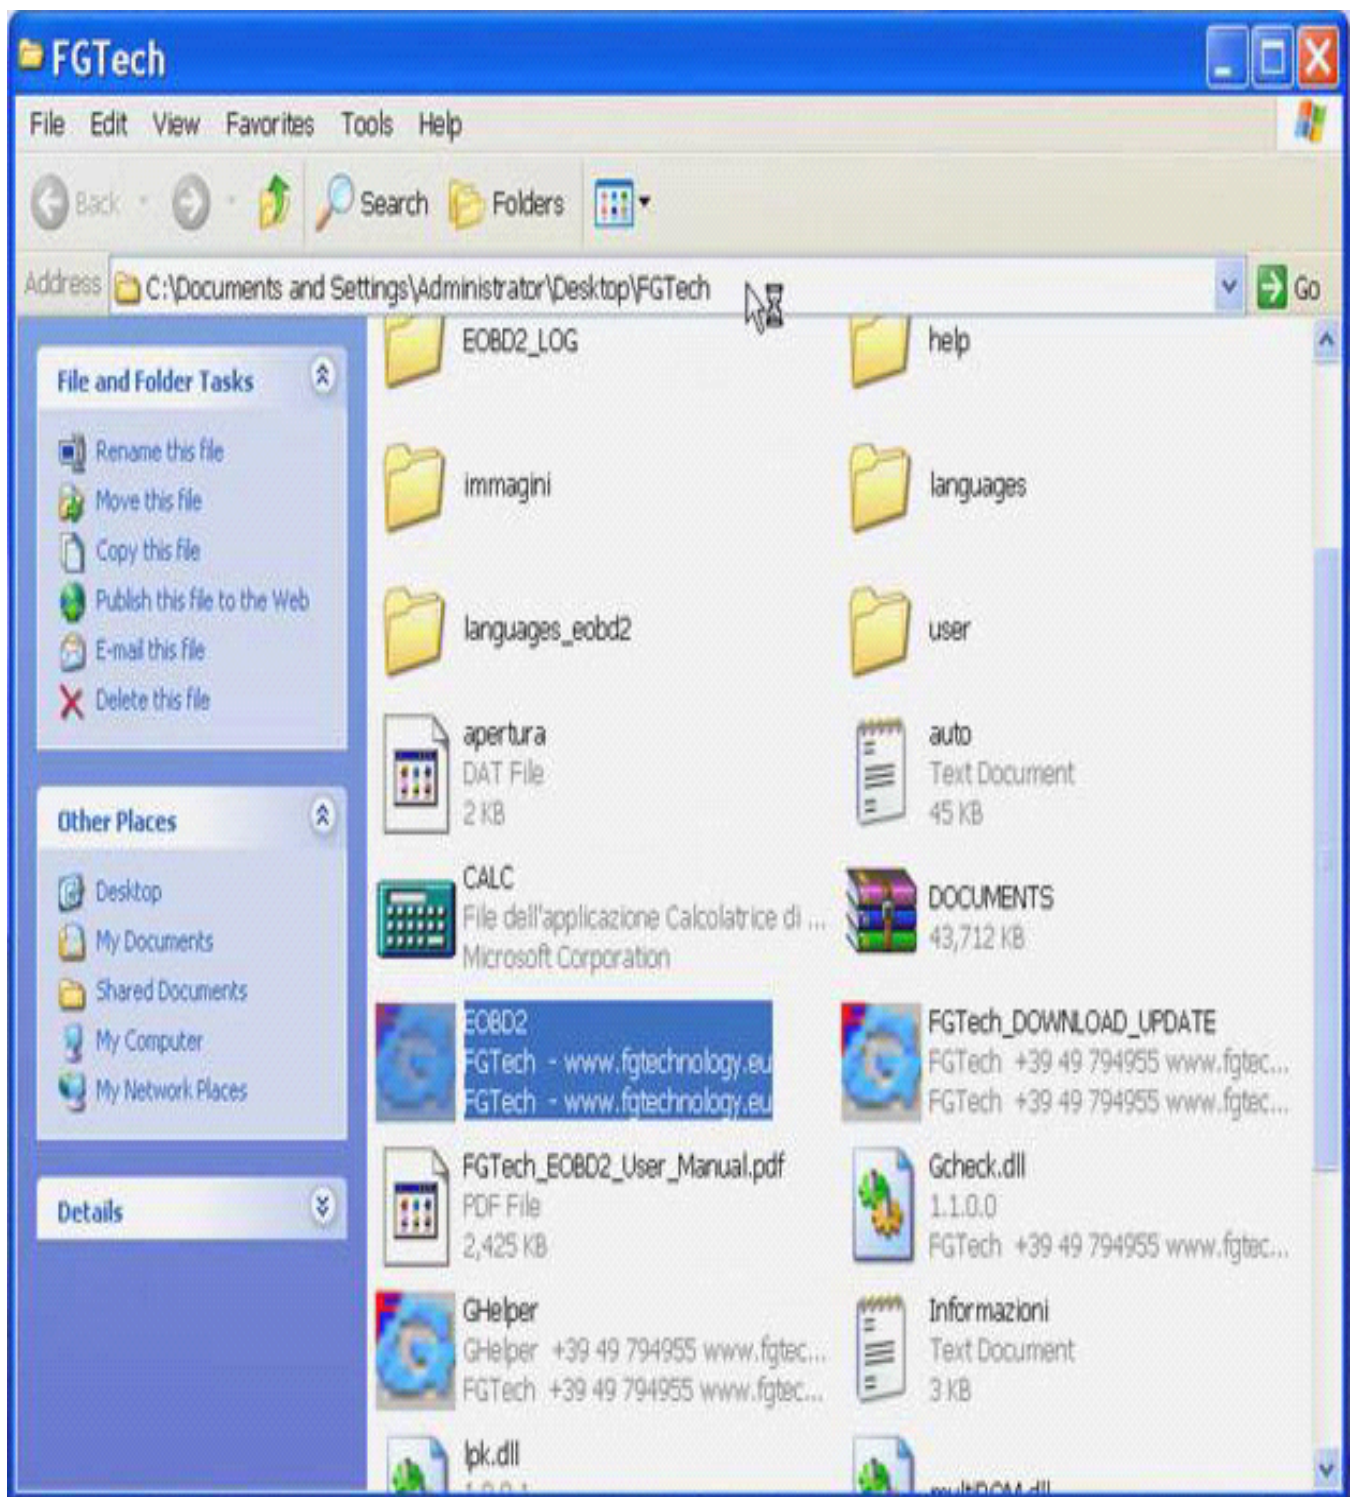 FGTech
File Edit View Favorites Tools Help
Back Search Folders
Address C:\Documents and Settings\Administrator\Desktop\FGTech Go
File and Folder Tasks
Rename this file
Move this file
Copy this file
Publish this file to the Web
E-mail this file
Delete this file
Other Places
Desktop
My Documents
Shared Documents
My Computer
My Network Places
Details
EOBD2_LOG
help
immagini
languages
languages_eobd2
user
apertura
DAT File
2 KB
auto
Text Document
45 KB
CALC
File dell'applicazione Calcolatrice di ...
Microsoft Corporation
DOCUMENTS
43,712 KB
EOBD2
FGTech - www.fgtechnology.eu
FGTech - www.fgtechnology.eu
FGTech_DOWNLOAD_UPDATE
FGTech +39 49 794955 www.fgtec...
FGTech +39 49 794955 www.fgtec...
FGTech_EOBD2_User_Manual.pdf
PDF File
2,425 KB
Gcheck.dll
1.1.0.0
FGTech +39 49 794955 www.fgtec...
GHelper
GHelper +39 49 794955 www.fgtec...
FGTech +39 49 794955 www.fgtec...
Informazioni
Text Document
3 KB
lpk.dll
multiROM.dll